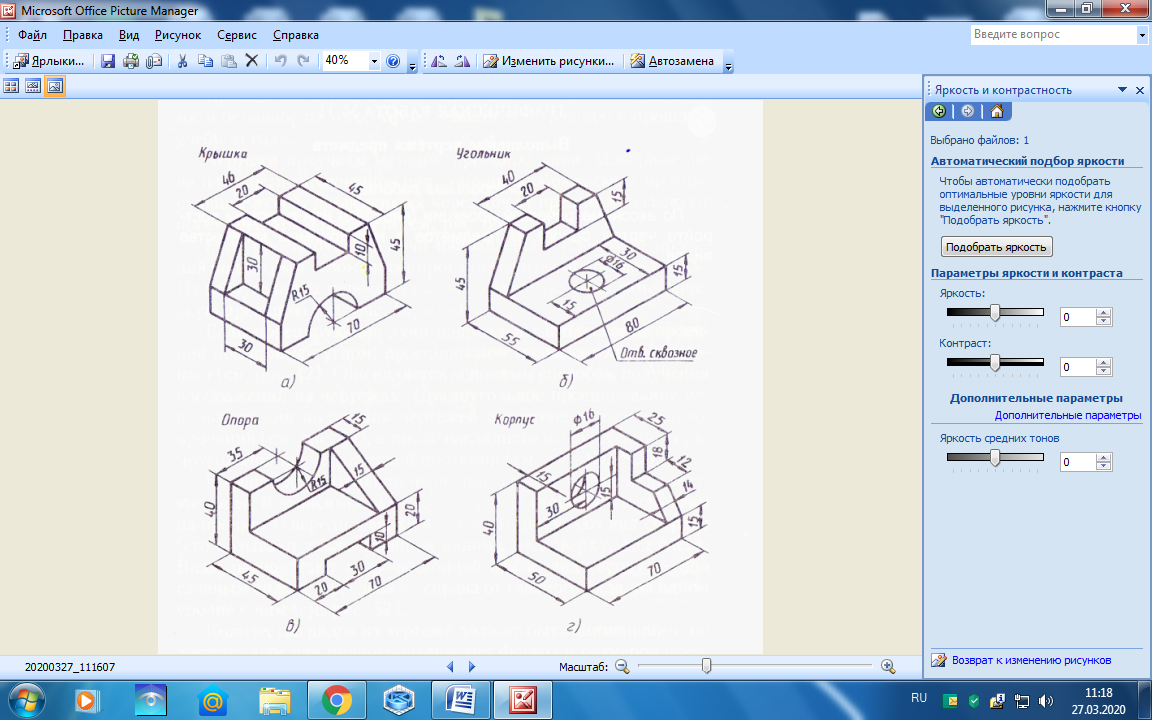 Microsoft Office Picture Manager
Файл Правка Вид Рисунок Сервис Справка
Введите вопрос
Ярлыки... 40% Изменить рисунки... Автозамена
Яркость и контрастность
Выбрано файлов: 1
Автоматический подбор яркости
Чтобы автоматически подобрать
оптимальные уровни яркости для
выделенного рисунка, нажмите кнопку
"Подобрать яркость".
Подобрать яркость
Параметры яркости и контраста
Яркость:
0
Контраст:
0
Дополнительные параметры
Дополнительные параметры
Яркость средних тонов
0
Возврат к изменению рисунков
Крышка
46
20
45
45
10
30
R15
70
30
а)
Угольник
40
20
15
30
Ø16
15
15
45
55
80
Отв. сквозное
б)
Опора
15
35
R15
15
40
20
10
45
30
20
70
в)
Корпус
Ø16
25
18
12
15
15
14
30
40
15
50
70
г)
20200327_111607
Масштаб:
RU
11:18
27.03.2020